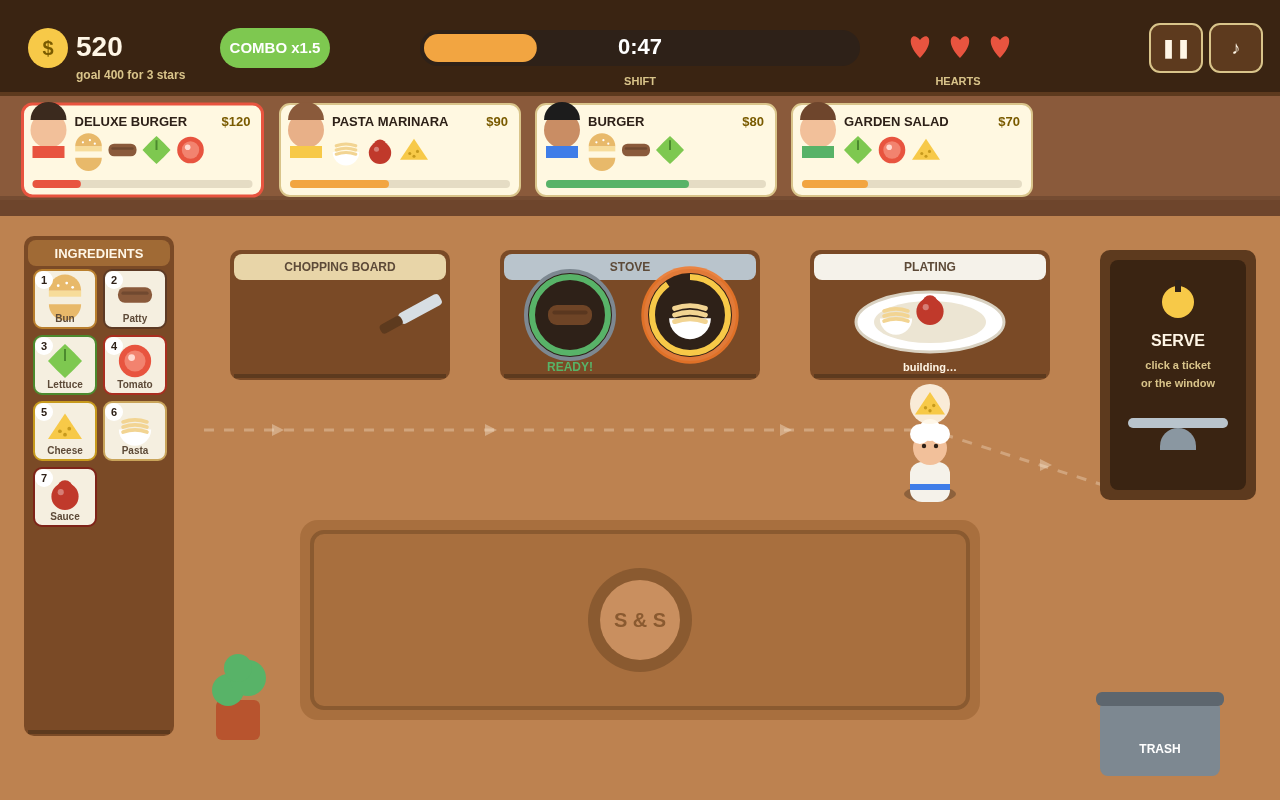 $ 520
goal 400 for 3 stars
COMBO x1.5
0:47
SHIFT
HEARTS
♪
DELUXE BURGER $120
PASTA MARINARA $90
BURGER $80
GARDEN SALAD $70
INGREDIENTS
1 Bun
2 Patty
3 Lettuce
4 Tomato
5 Cheese
6 Pasta
7 Sauce
CHOPPING BOARD
STOVE
READY!
PLATING
building…
SERVE
click a ticket
or the window
S & S
TRASH